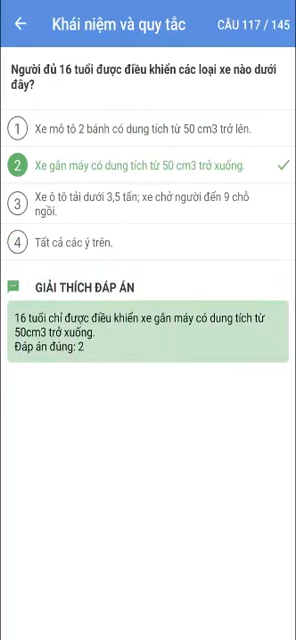 Khái niệm và quy tắc
CÂU 117 / 145
Người đủ 16 tuổi được điều khiển các loại xe nào dưới
đây?
1 Xe mô tô 2 bánh có dung tích từ 50 cm3 trở lên.
2 Xe gắn máy có dung tích từ 50 cm3 trở xuống.
3 Xe ô tô tải dưới 3,5 tấn; xe chở người đến 9 chỗ
ngồi.
4 Tất cả các ý trên.
GIẢI THÍCH ĐÁP ÁN
16 tuổi chỉ được điều khiển xe gắn máy có dung tích từ
50cm3 trở xuống.
Đáp án đúng: 2